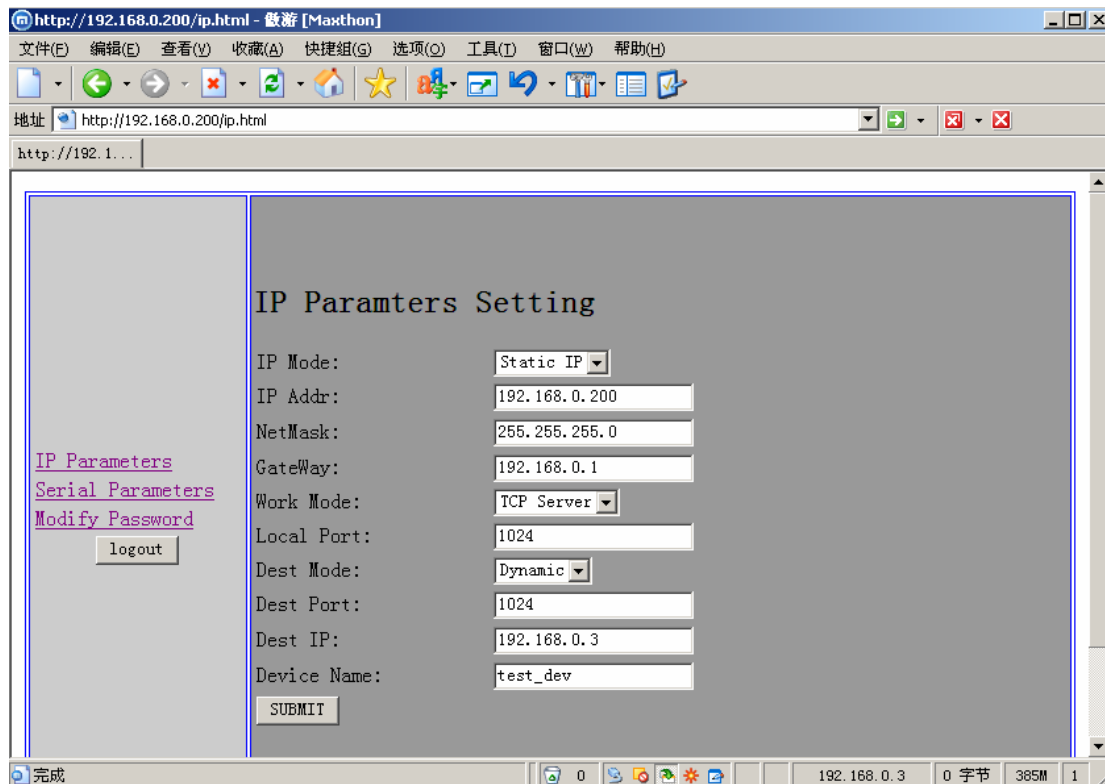 http://192.168.0.200/ip.html - 傲游 [Maxthon]
文件(F) 编辑(E) 查看(V) 收藏(A) 快捷组(G) 选项(O) 工具(T) 窗口(W) 帮助(H)
地址 http://192.168.0.200/ip.html
http://192.1...
IP Paramters Setting
IP Mode: Static IP
IP Addr: 192.168.0.200
NetMask: 255.255.255.0
GateWay: 192.168.0.1
Work Mode: TCP Server
Local Port: 1024
Dest Mode: Dynamic
Dest Port: 1024
Dest IP: 192.168.0.3
Device Name: test_dev
SUBMIT
IP Parameters
Serial Parameters
Modify Password
logout
完成 0 192.168.0.3 0 字节 385M 1